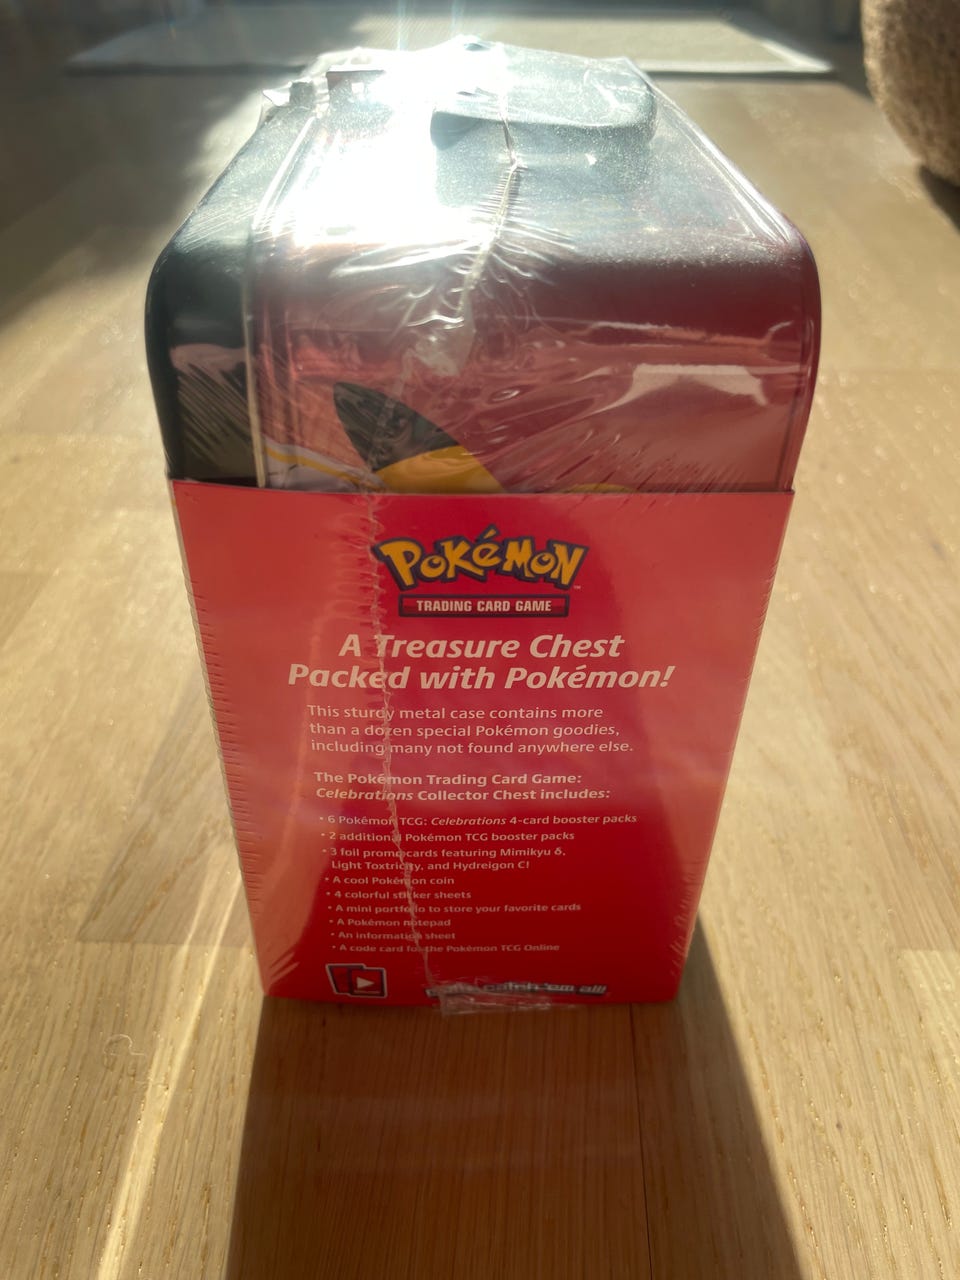 POKéMON
TRADING CARD GAME
A Treasure Chest
Packed with Pokémon!
This sturdy metal case contains more
than a dozen special Pokémon goodies,
including many not found anywhere else.
The Pokémon Trading Card Game:
Celebrations Collector Chest includes:
• 6 Pokémon TCG: Celebrations 4-card booster packs
• 2 additional Pokémon TCG booster packs
• 3 foil promo cards featuring Mimikyu δ,
Light Toxtricity, and Hydreigon C!
• A cool Pokémon coin
• 4 colorful sticker sheets
• A mini portfolio to store your favorite cards
• A Pokémon notepad
• An information sheet
• A code card for the Pokémon TCG Online
catch 'em all!